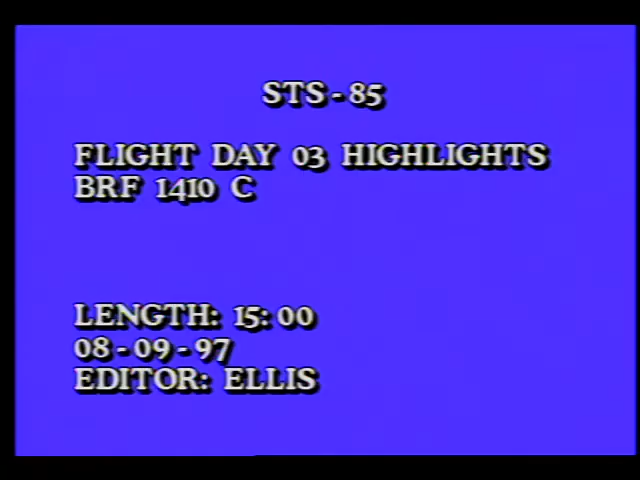 STS - 85
FLIGHT DAY 03 HIGHLIGHTS
BRF 1410 C
LENGTH: 15: 00
08 - 09 - 97
EDITOR: ELLIS